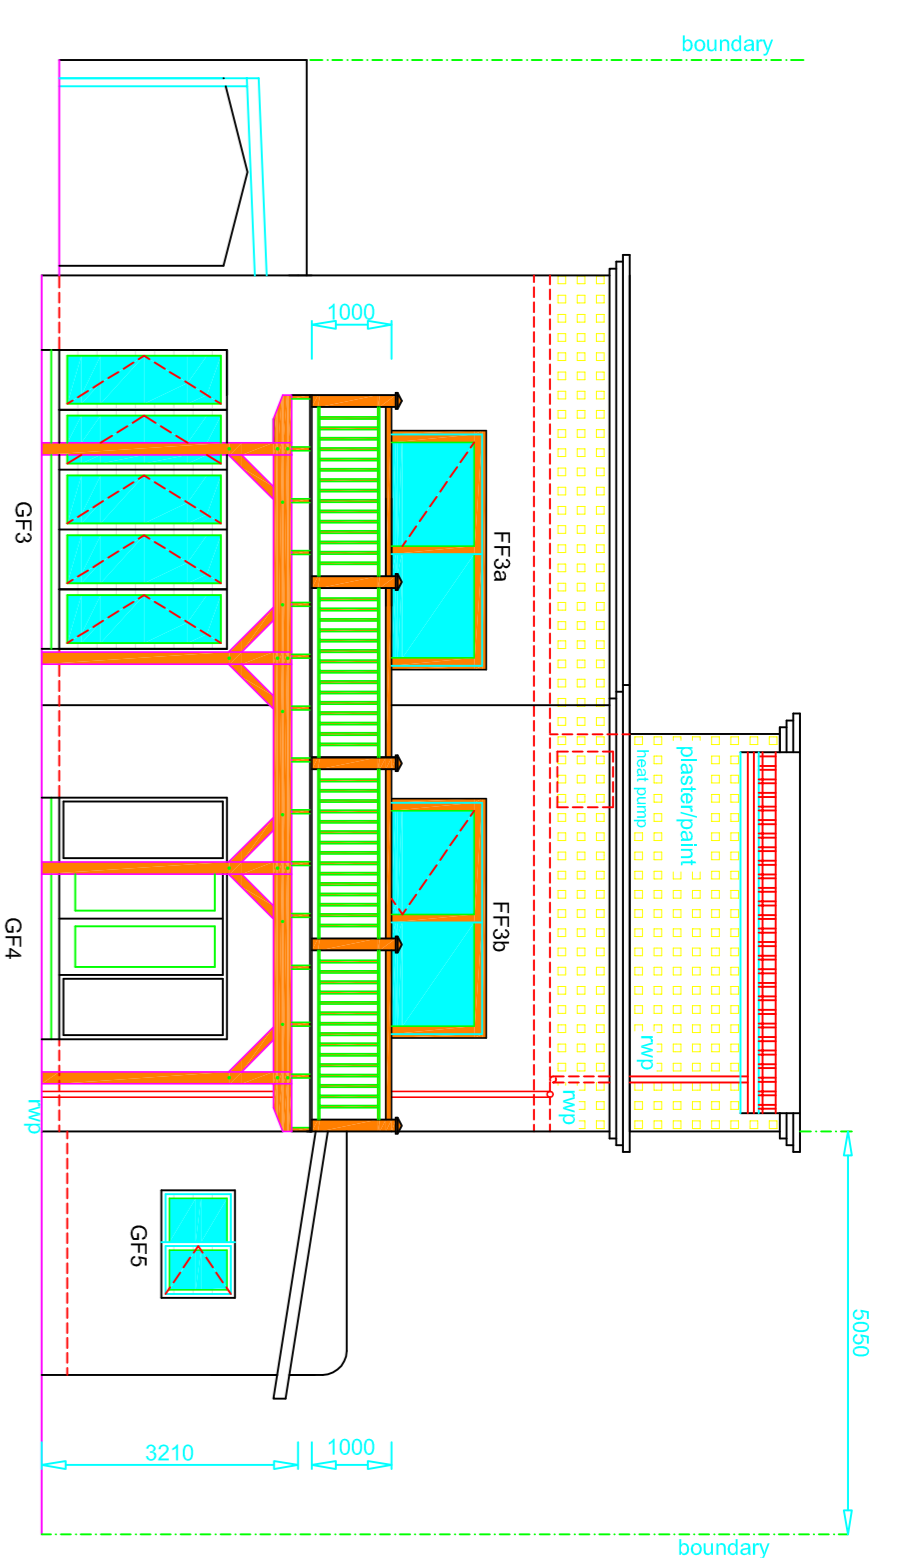 boundary
1000
GF3
FF3a
heat pump
plaster/paint
FF3b
GF4
rwp
rwp
rwp
GF5
5050
3210
1000
boundary